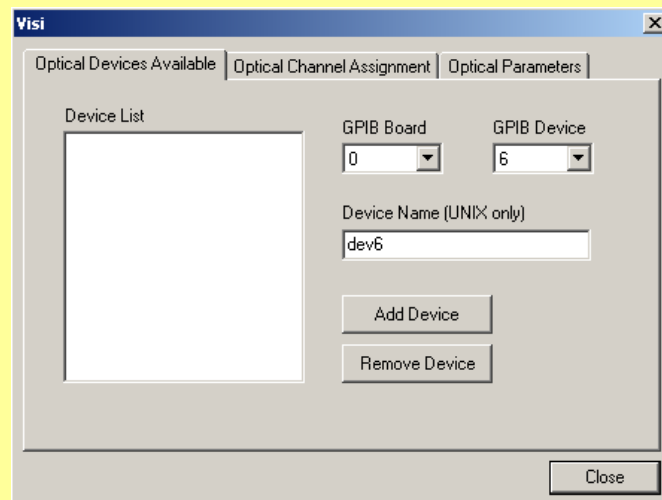 Visi
Optical Devices Available Optical Channel Assignment Optical Parameters
Device List
GPIB Board GPIB Device
0 6
Device Name (UNIX only)
dev6
Add Device
Remove Device
Close